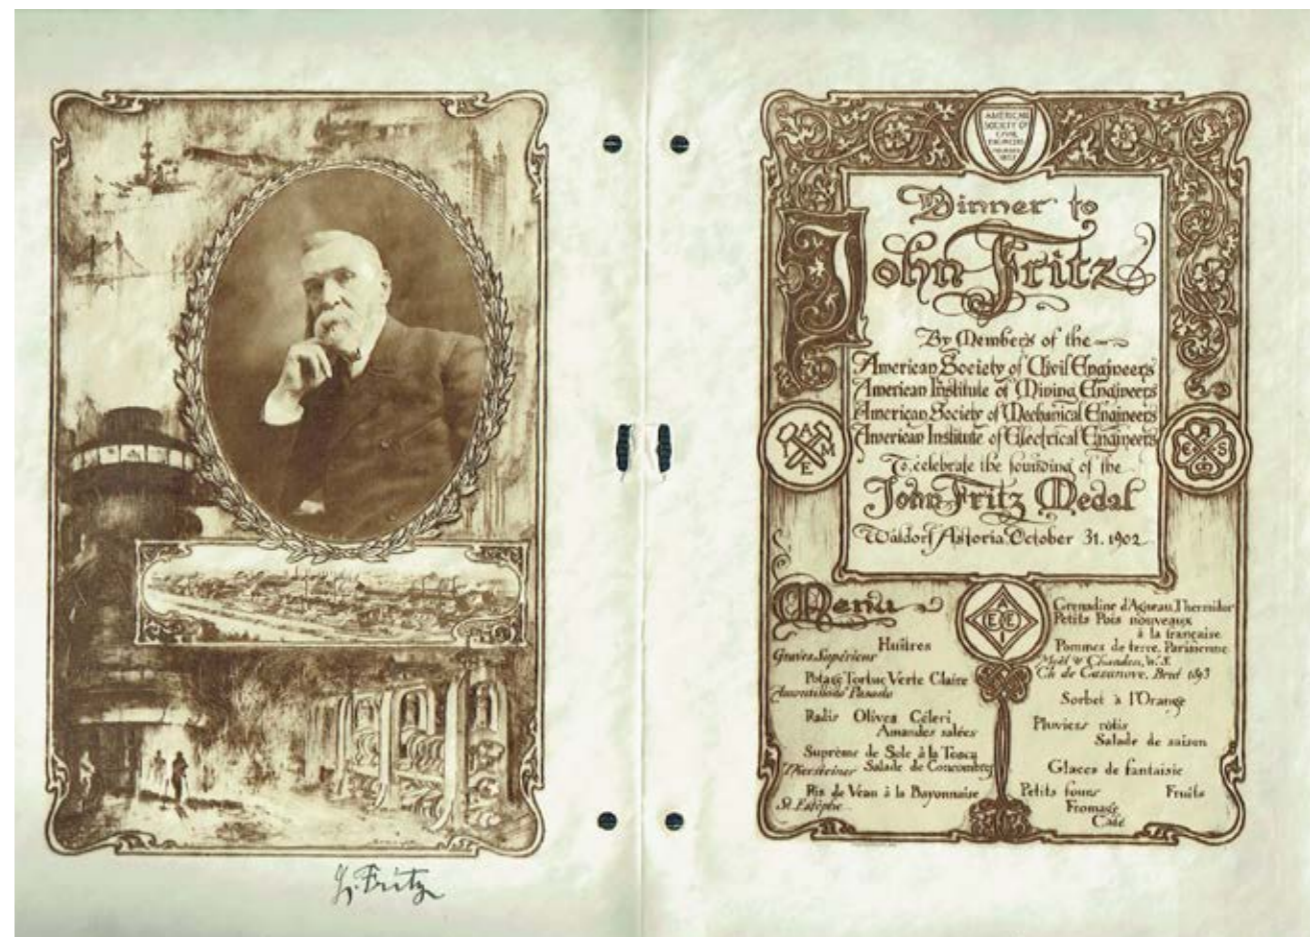 AMERICAN
SOCIETY OF
CIVIL
ENGINEERS
Dinner to
John Fritz
By Members of the
American Society of Civil Engineers
American Institute of Mining Engineers
American Society of Mechanical Engineers
American Institute of Electrical Engineers
To celebrate the founding of the
John Fritz Medal
Waldorf Astoria October 31. 1902
A I M E
A E S
A I E E
Menu
Huîtres
Graves Supérieur
Potage Tortue Verte Claire
Amontillado Pasado
Radis Olives Céleri
Amandes salées
Suprême de Sole à la Tosca
Niersteiner Salade de Concombres
Ris de Veau à la Bayonnaise
St. Estèphe
Grenadine d'Agneau Thermidor
Petits Pois nouveaux
à la française
Pommes de terre, Parisienne
Moët & Chandon, W.S.
Ch de Cazanove, Brut 1893
Sorbet à l'Orange
Pluviers rôtis
Salade de saison
Glaces de fantaisie
Petits fours Fruits
Fromage
Café
J. Fritz